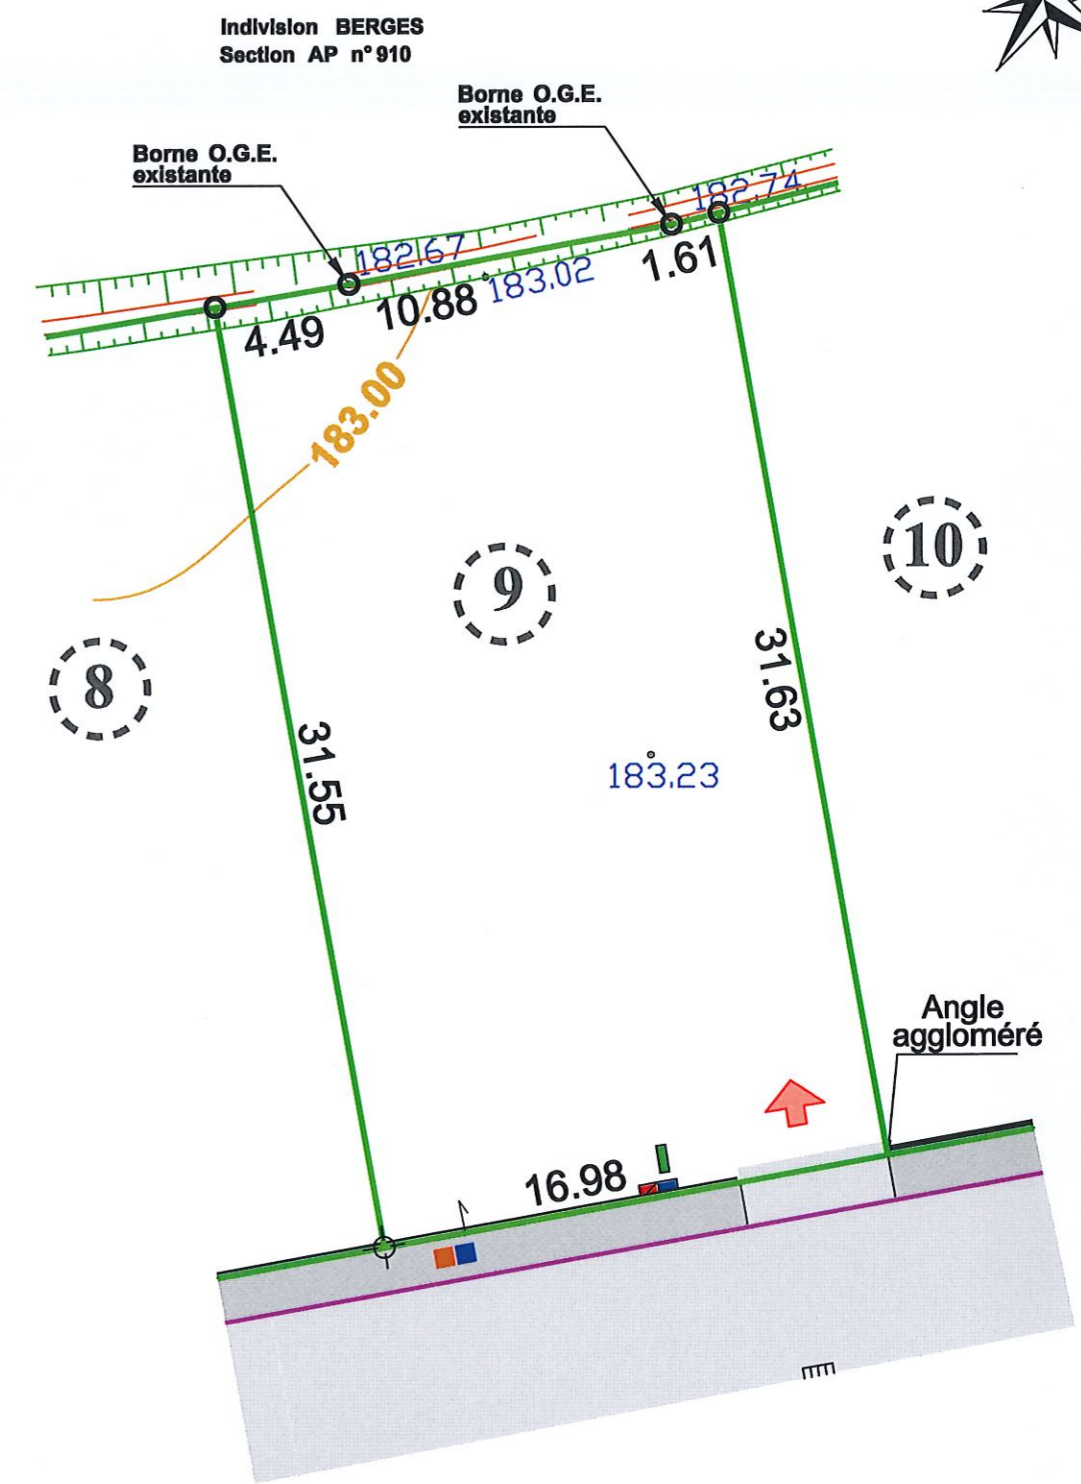 Indivision BERGES
Section AP n° 910
Borne O.G.E.
existante
Borne O.G.E.
existante
182.74
182.67
1.61
183.02
10.88
4.49
183.00
10
9
8
31.63
31.55
183.23
Angle
aggloméré
16.98